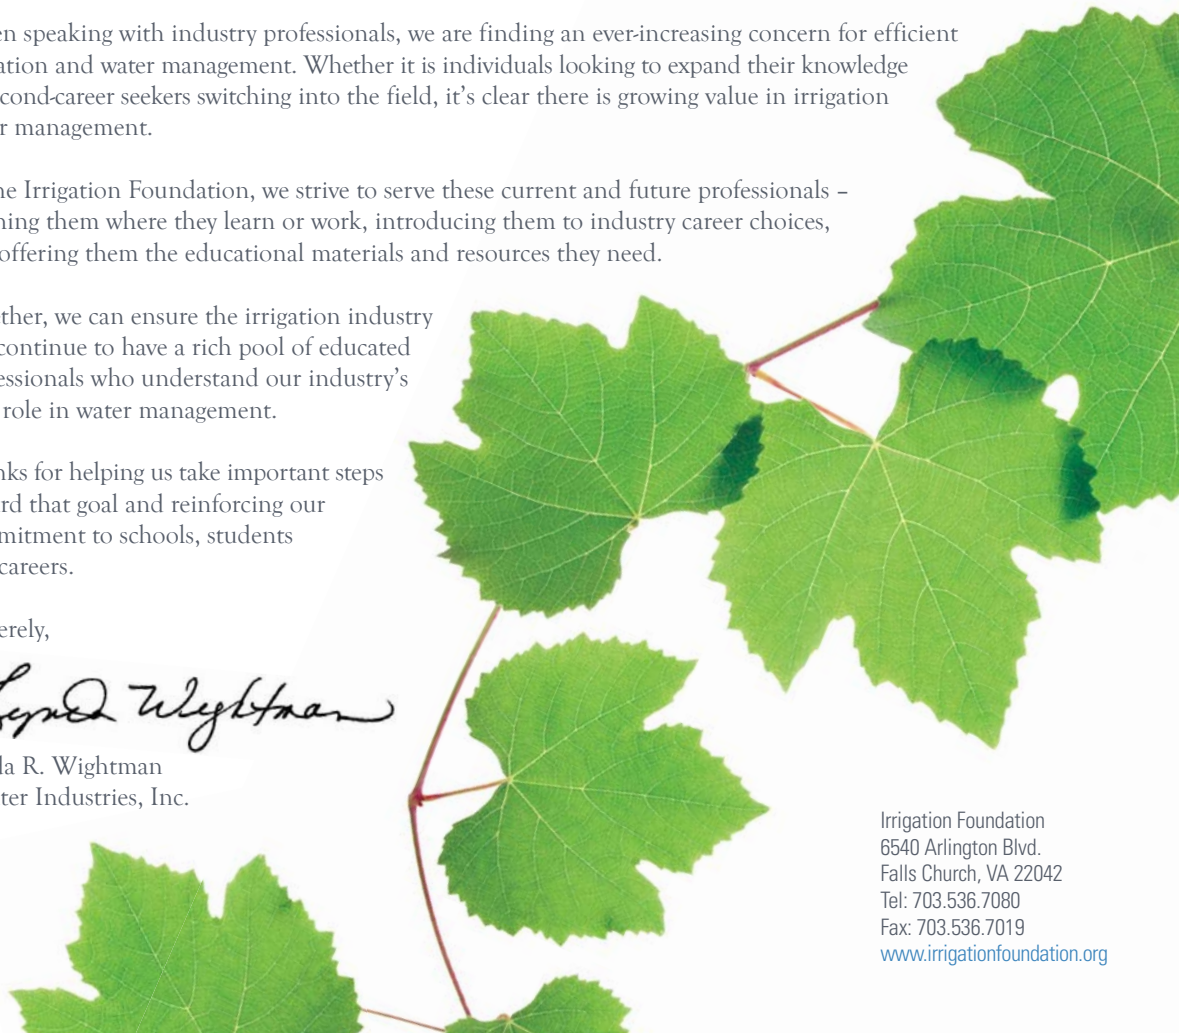 en speaking with industry professionals, we are finding an ever-increasing concern for efficient
ation and water management. Whether it is individuals looking to expand their knowledge
cond-career seekers switching into the field, it's clear there is growing value in irrigation
r management.
he Irrigation Foundation, we strive to serve these current and future professionals –
hing them where they learn or work, introducing them to industry career choices,
offering them the educational materials and resources they need.
ether, we can ensure the irrigation industry
continue to have a rich pool of educated
essionals who understand our industry's
role in water management.
nks for helping us take important steps
ard that goal and reinforcing our
mitment to schools, students
careers.
erely,
Lynda Wightman
da R. Wightman
ter Industries, Inc.
Irrigation Foundation
6540 Arlington Blvd.
Falls Church, VA 22042
Tel: 703.536.7080
Fax: 703.536.7019
www.irrigationfoundation.org